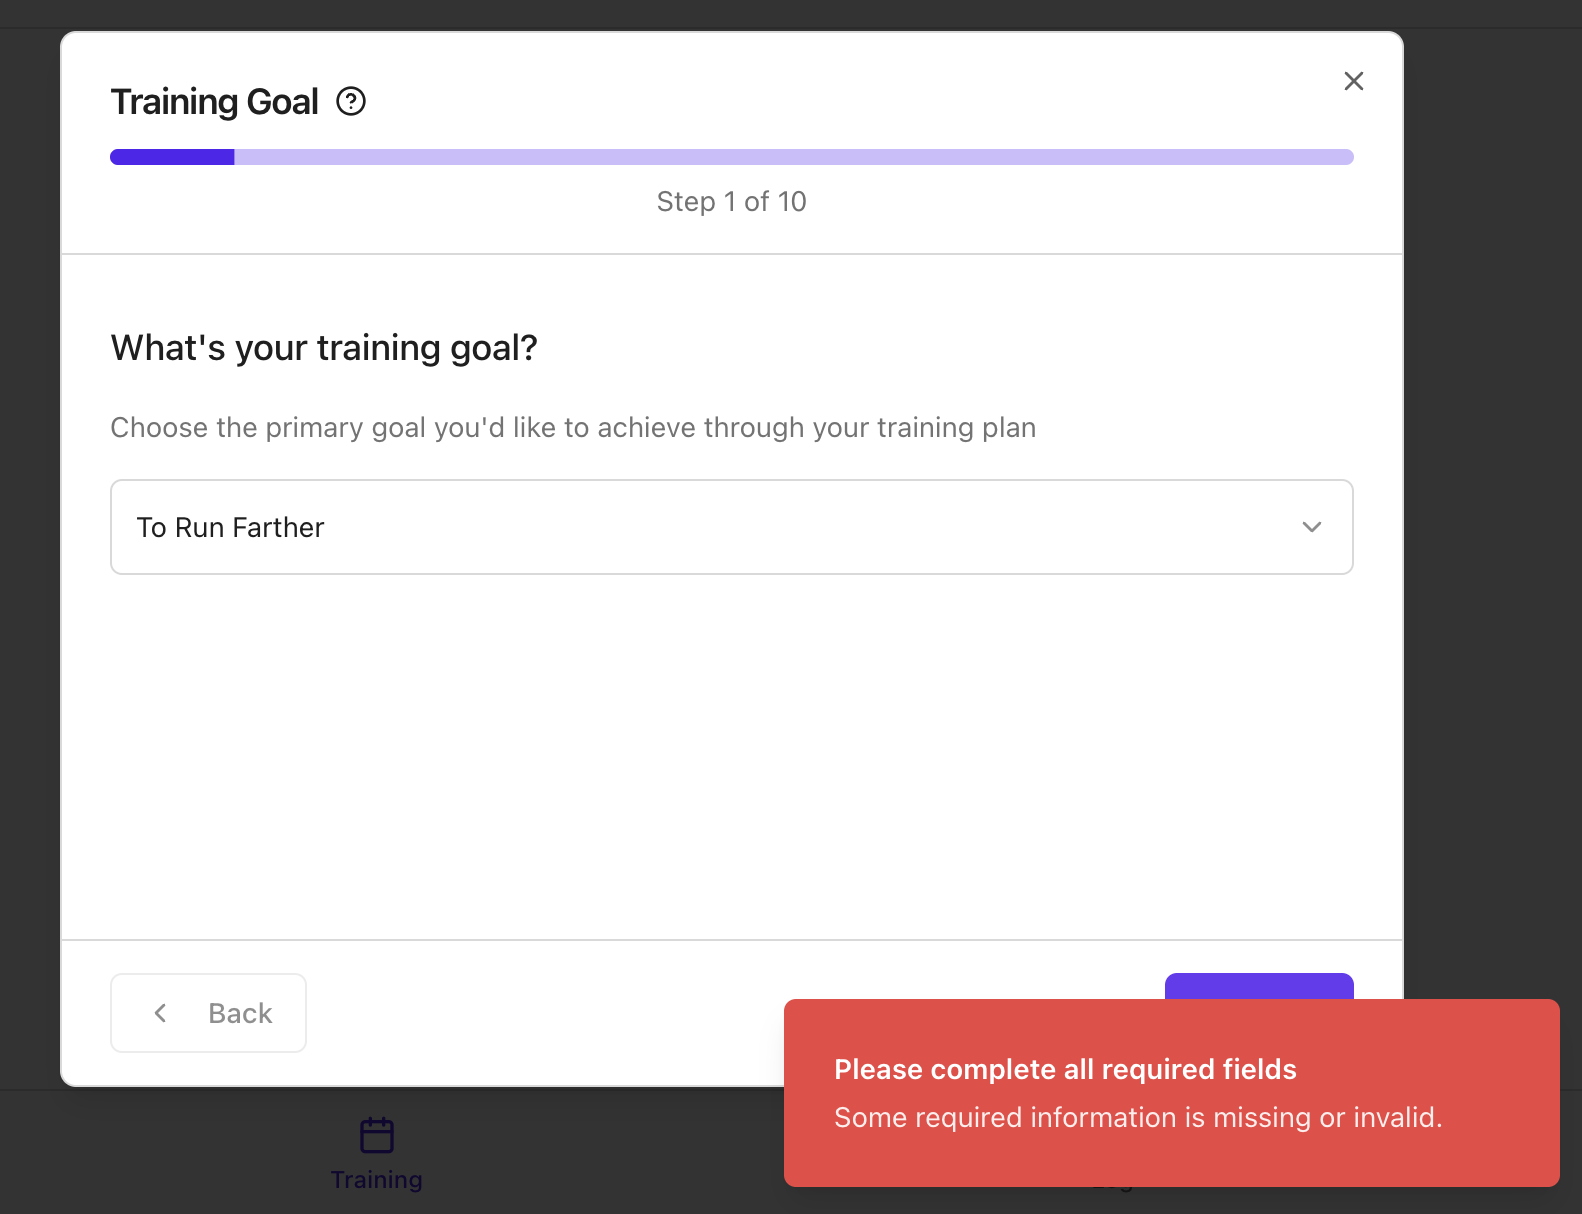 Training Goal
Step 1 of 10
What's your training goal?
Choose the primary goal you'd like to achieve through your training plan
To Run Farther
Back
Please complete all required fields
Some required information is missing or invalid.
Training